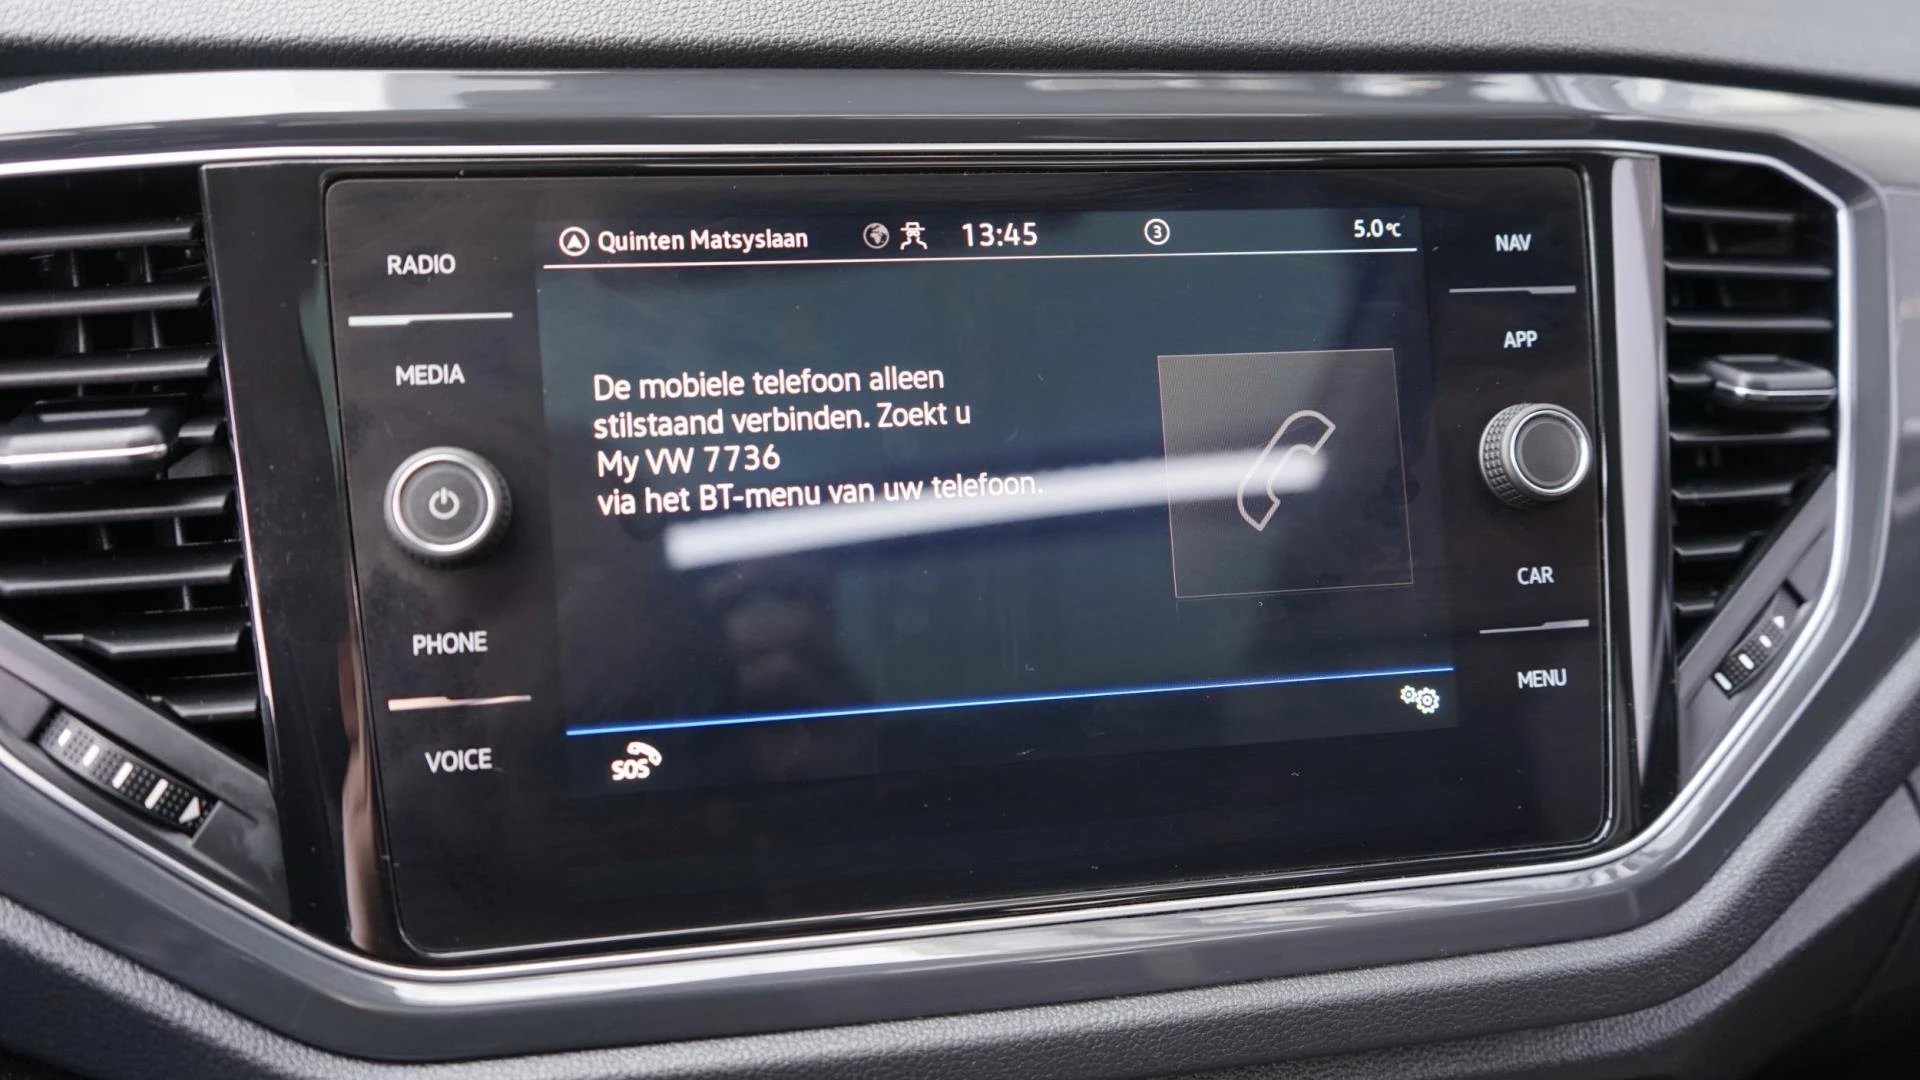 Quinten Matsyslaan 13:45 3 5.0°C
RADIO
MEDIA
PHONE
VOICE
De mobiele telefoon alleen
stilstaand verbinden. Zoekt u
My VW 7736
via het BT-menu van uw telefoon.
SOS
NAV
APP
CAR
MENU